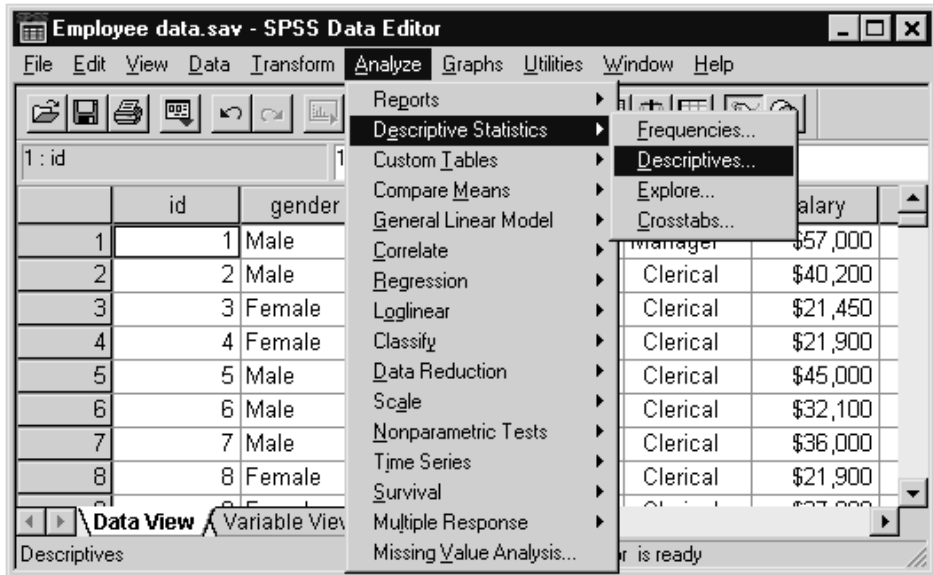 Employee data.sav - SPSS Data Editor
File Edit View Data Transform Analyze Graphs Utilities Window Help
Reports
Descriptive Statistics
Custom Tables
Compare Means
General Linear Model
Correlate
Regression
Loglinear
Classify
Data Reduction
Scale
Nonparametric Tests
Time Series
Survival
Multiple Response
Missing Value Analysis...
Frequencies...
Descriptives...
Explore...
Crosstabs...
1 : id 1
id gender alary
1 1 Male Manager $57,000
2 2 Male Clerical $40,200
3 3 Female Clerical $21,450
4 4 Female Clerical $21,900
5 5 Male Clerical $45,000
6 6 Male Clerical $32,100
7 7 Male Clerical $36,000
8 8 Female Clerical $21,900
Data View Variable View
Descriptives is ready